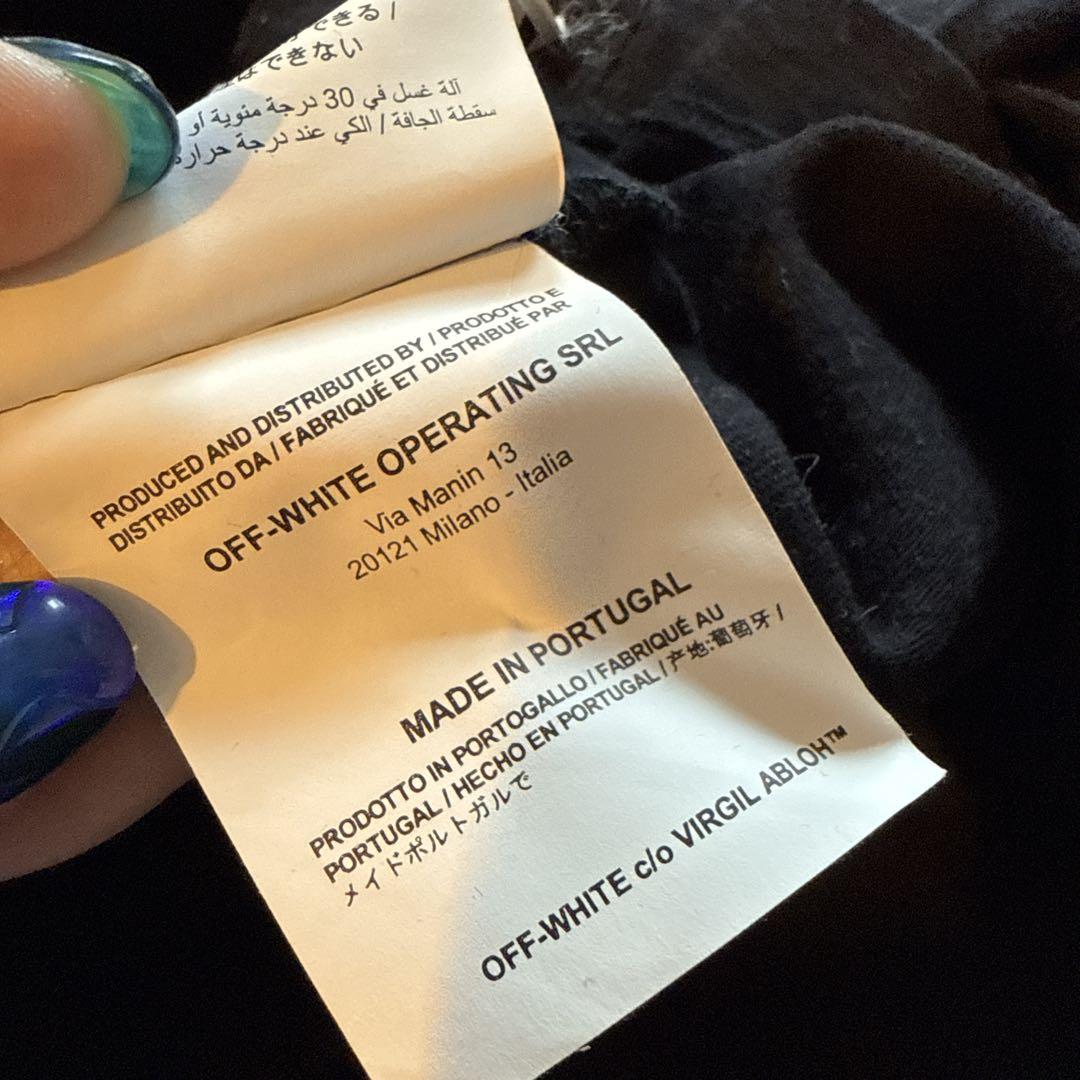 できる /
はできない
آلة غسل في 30 درجة مئوية أو
سقطة الجافة / الكي عند درجة حرارة
PRODUCED AND DISTRIBUTED BY / PRODOTTO E
DISTRIBUITO DA / FABRIQUÉ ET DISTRIBUÉ PAR
OFF-WHITE OPERATING SRL
Via Manin 13
20121 Milano - Italia
MADE IN PORTUGAL
PRODOTTO IN PORTOGALLO / FABRIQUÉ AU
PORTUGAL / HECHO EN PORTUGAL / 产地:葡萄牙 /
メイドポルトガルで
OFF-WHITE c/o VIRGIL ABLOH™